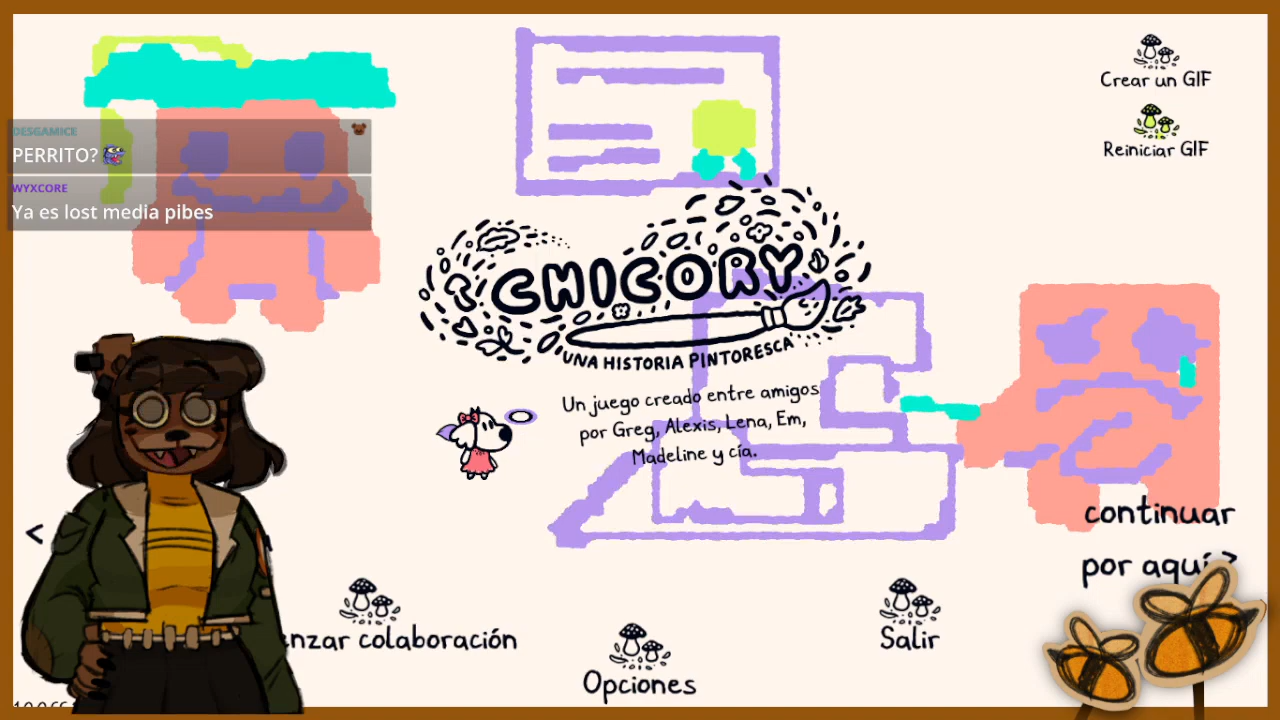 Crear un GIF
Reiniciar GIF
DESGAMICE
PERRITO?
WYXCORE
Ya es lost media pibes
CHICORY
UNA HISTORIA PINTORESCA
Un juego creado entre amigos
por Greg, Alexis, Lena, Em,
Madeline y cía.
<
continuar
por aquí >
enzar colaboración
Opciones
Salir